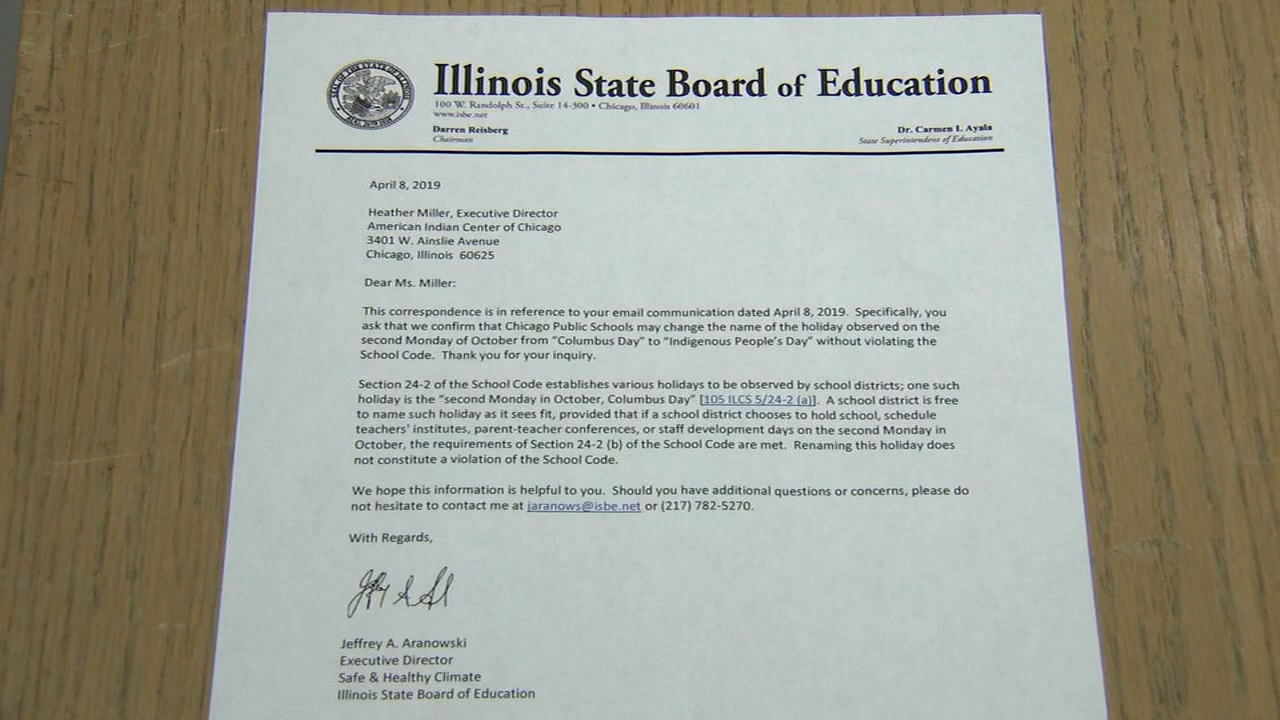 Illinois State Board of Education
100 W. Randolph St., Suite 14-300 • Chicago, Illinois 60601
www.isbe.net
Darren Reisberg
Chairman
Dr. Carmen I. Ayala
State Superintendent of Education
April 8, 2019
Heather Miller, Executive Director
American Indian Center of Chicago
3401 W. Ainslie Avenue
Chicago, Illinois 60625
Dear Ms. Miller:
This correspondence is in reference to your email communication dated April 8, 2019. Specifically, you
ask that we confirm that Chicago Public Schools may change the name of the holiday observed on the
second Monday of October from "Columbus Day" to "Indigenous People's Day" without violating the
School Code. Thank you for your inquiry.
Section 24-2 of the School Code establishes various holidays to be observed by school districts; one such
holiday is the "second Monday in October, Columbus Day" [105 ILCS 5/24-2 (a)]. A school district is free
to name such holiday as it sees fit, provided that if a school district chooses to hold school, schedule
teachers' institutes, parent-teacher conferences, or staff development days on the second Monday in
October, the requirements of Section 24-2 (b) of the School Code are met. Renaming this holiday does
not constitute a violation of the School Code.
We hope this information is helpful to you. Should you have additional questions or concerns, please do
not hesitate to contact me at jaranows@isbe.net or (217) 782-5270.
With Regards,
Jeffrey A. Aranowski
Executive Director
Safe & Healthy Climate
Illinois State Board of Education